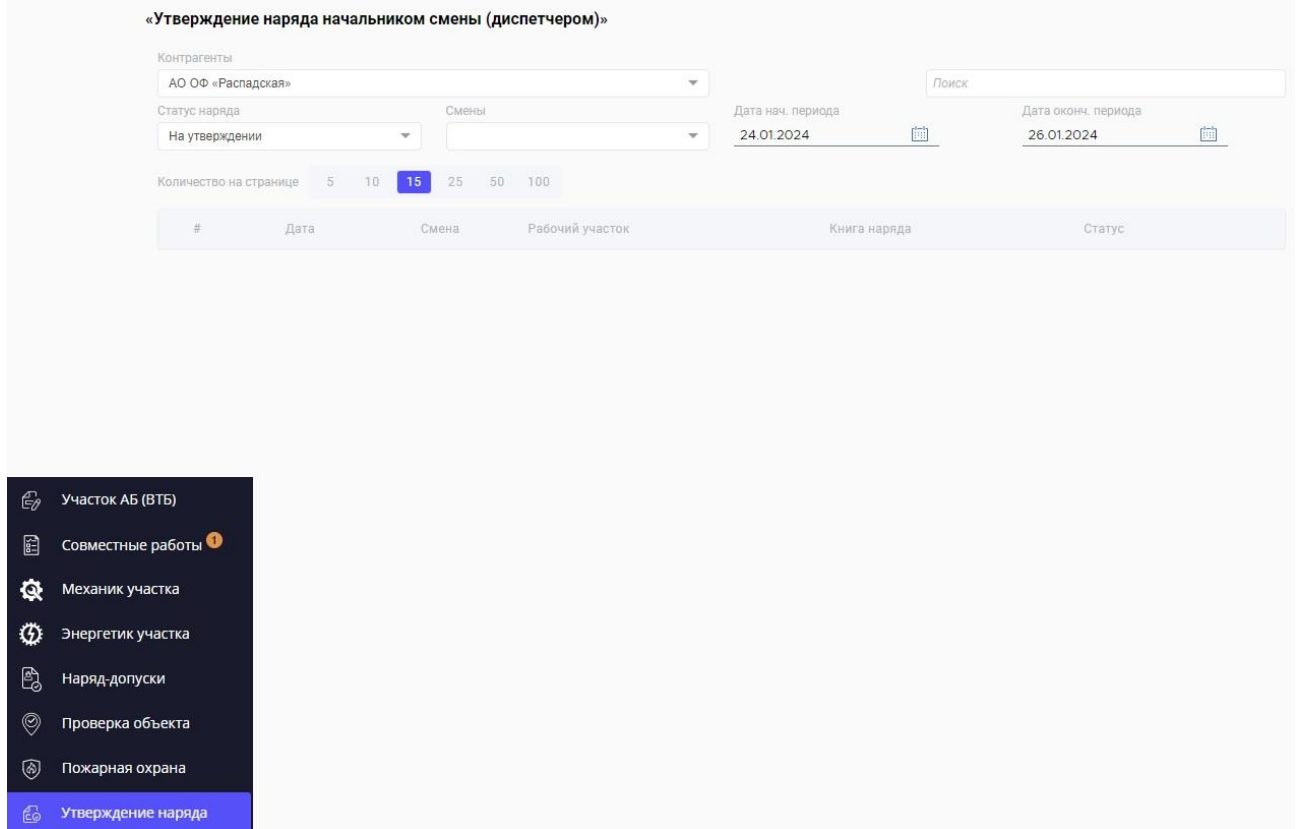 «Утверждение наряда начальником смены (диспетчером)»
Контрагенты
АО ОФ «Распадская» Поиск
Статус наряда Смены Дата нач. периода Дата оконч. периода
На утверждении 24.01.2024 26.01.2024
Количество на странице 5 10 15 25 50 100
# Дата Смена Рабочий участок Книга наряда Статус
Участок АБ (ВТБ)
Совместные работы 1
Механик участка
Энергетик участка
Наряд-допуски
Проверка объекта
Пожарная охрана
Утверждение наряда